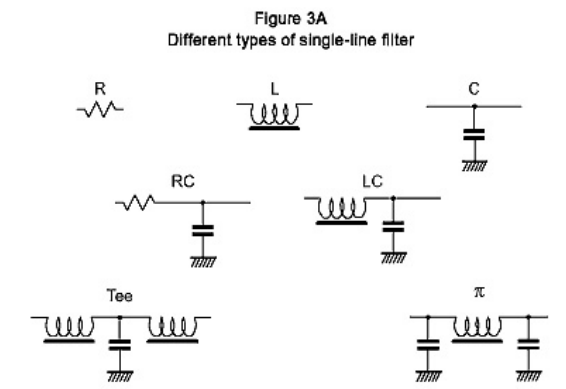 Figure 3A
Different types of single-line filter
R
L
C
RC
LC
Tee
π